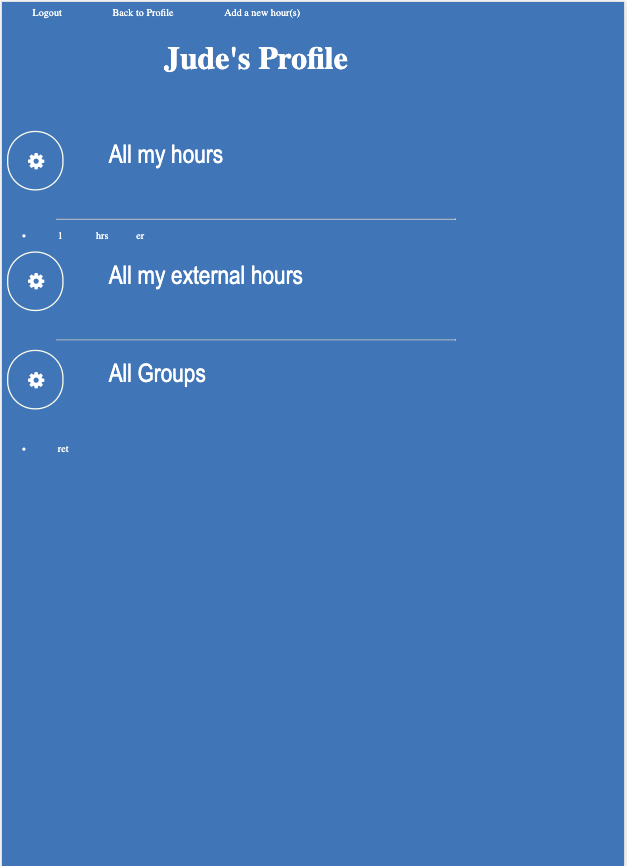 Logout Back to Profile Add a new hour(s)
Jude's Profile
All my hours
1 hrs er
All my external hours
All Groups
ret